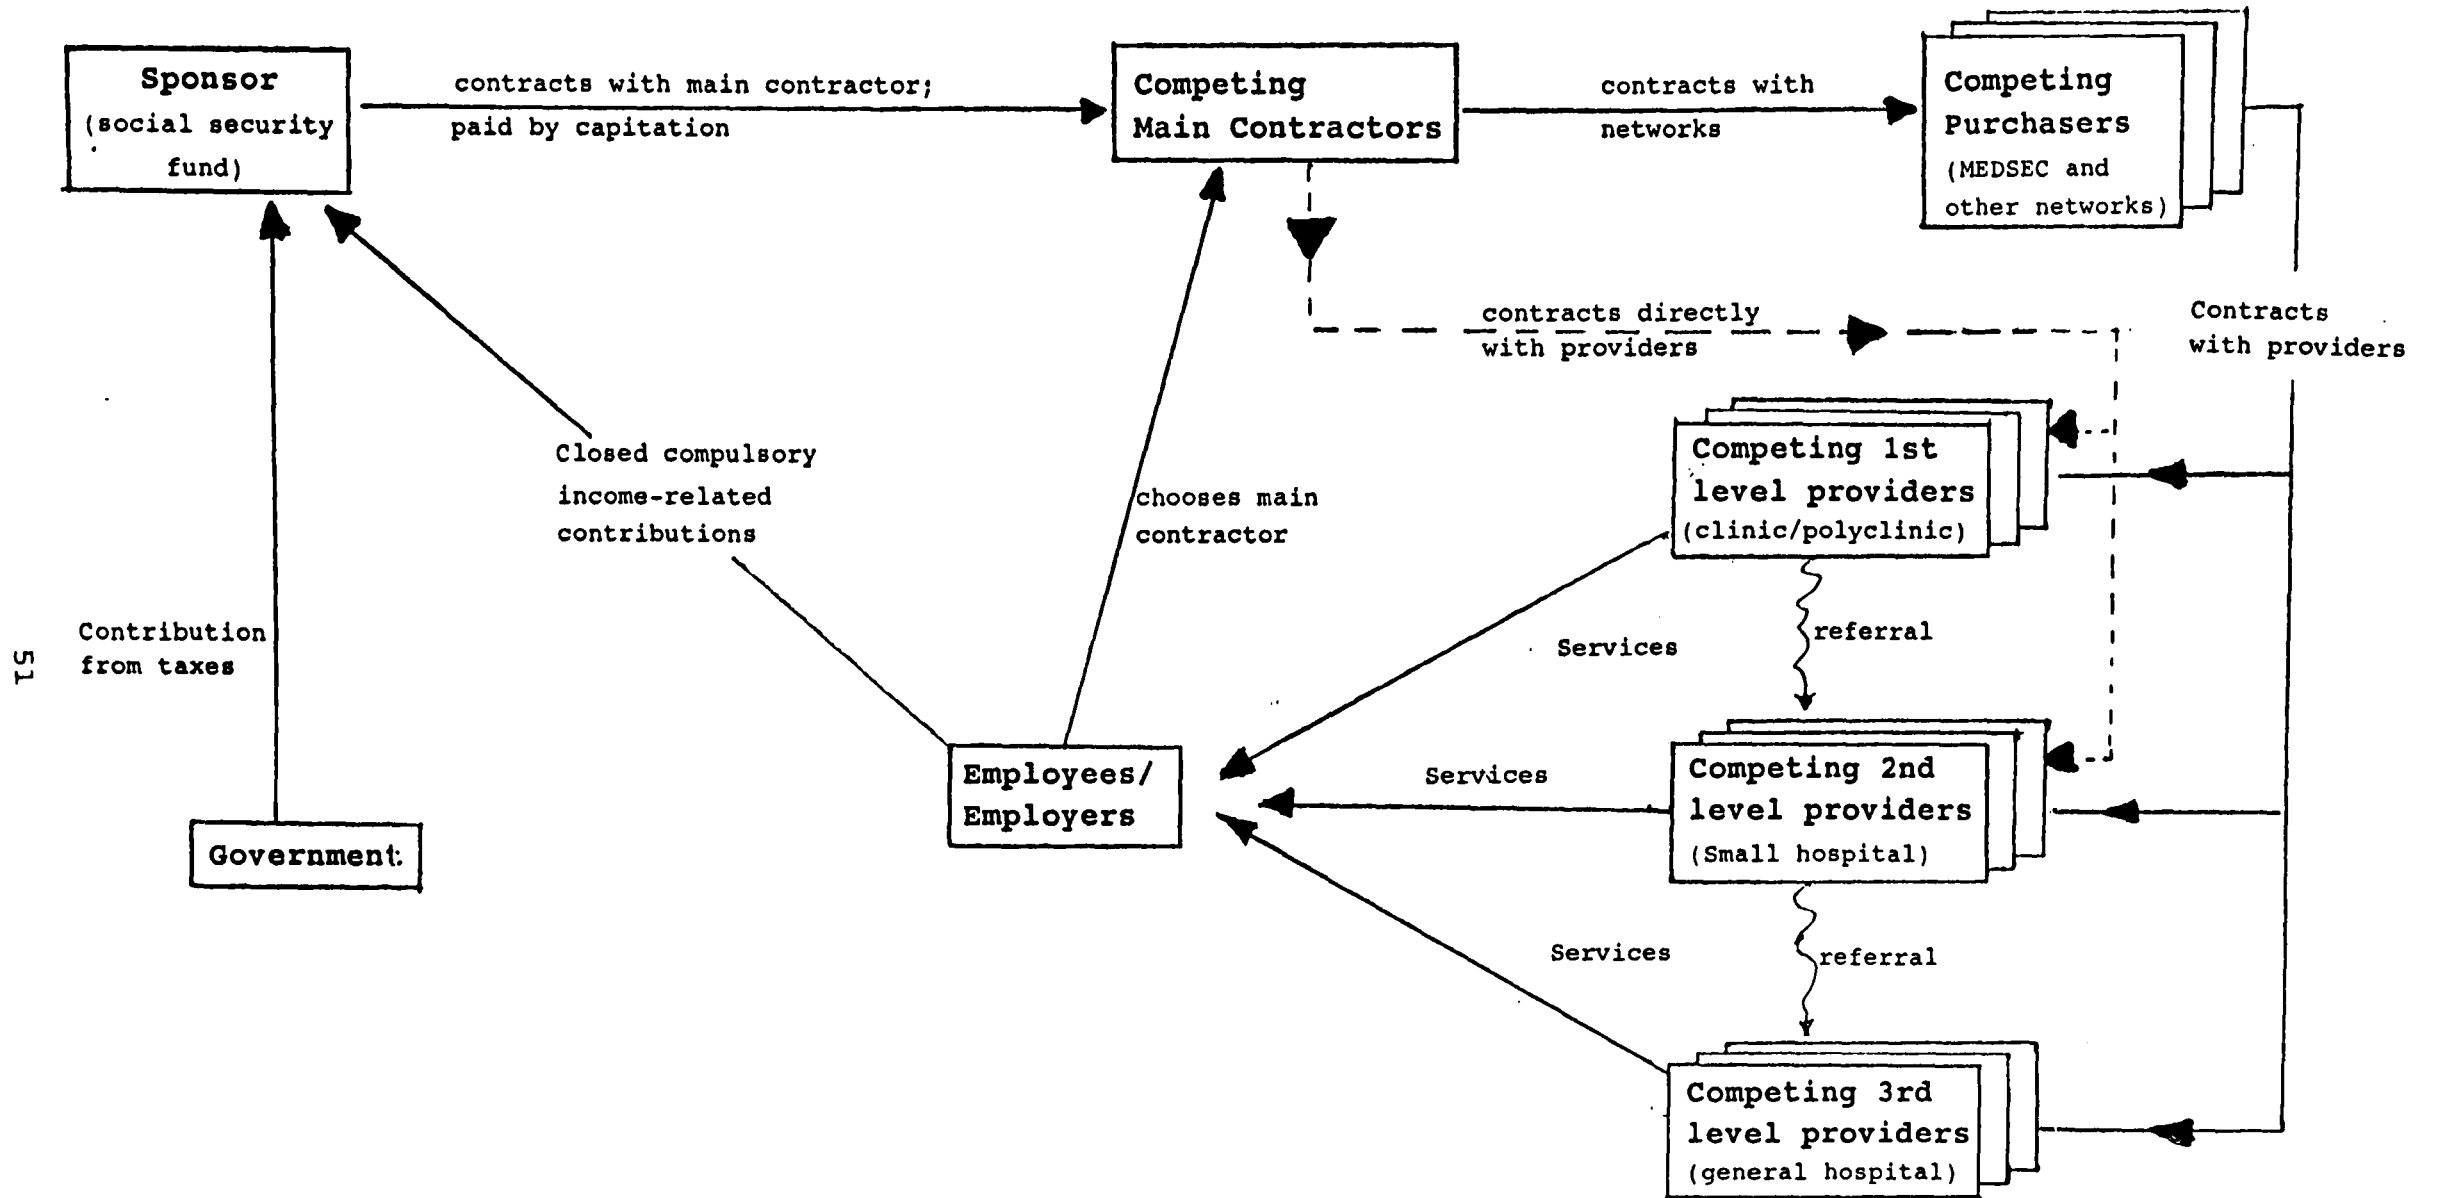 Sponsor
(social security
fund)
contracts with main contractor;
paid by capitation
Competing
Main Contractors
contracts with
networks
Competing
Purchasers
(MEDSEC and
other networks)
contracts directly
with providers
Contracts
with providers
Closed compulsory
income-related
contributions
chooses main
contractor
Competing 1st
level providers
(clinic/polyclinic)
Contribution
from taxes
51
Services
referral
Employees/
Employers
Services
Competing 2nd
level providers
(Small hospital)
Government
Services
referral
Competing 3rd
level providers
(general hospital)